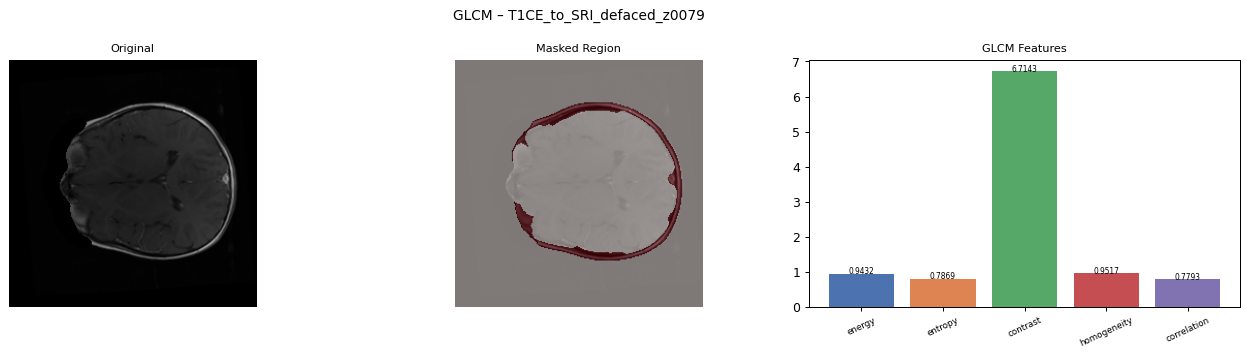 GLCM – T1CE_to_SRI_defaced_z0079
Original
Masked Region
GLCM Features
7
6
5
4
3
2
1
0
0.9432
0.7869
6.7143
0.9517
0.7793
energy
entropy
contrast
homogeneity
correlation